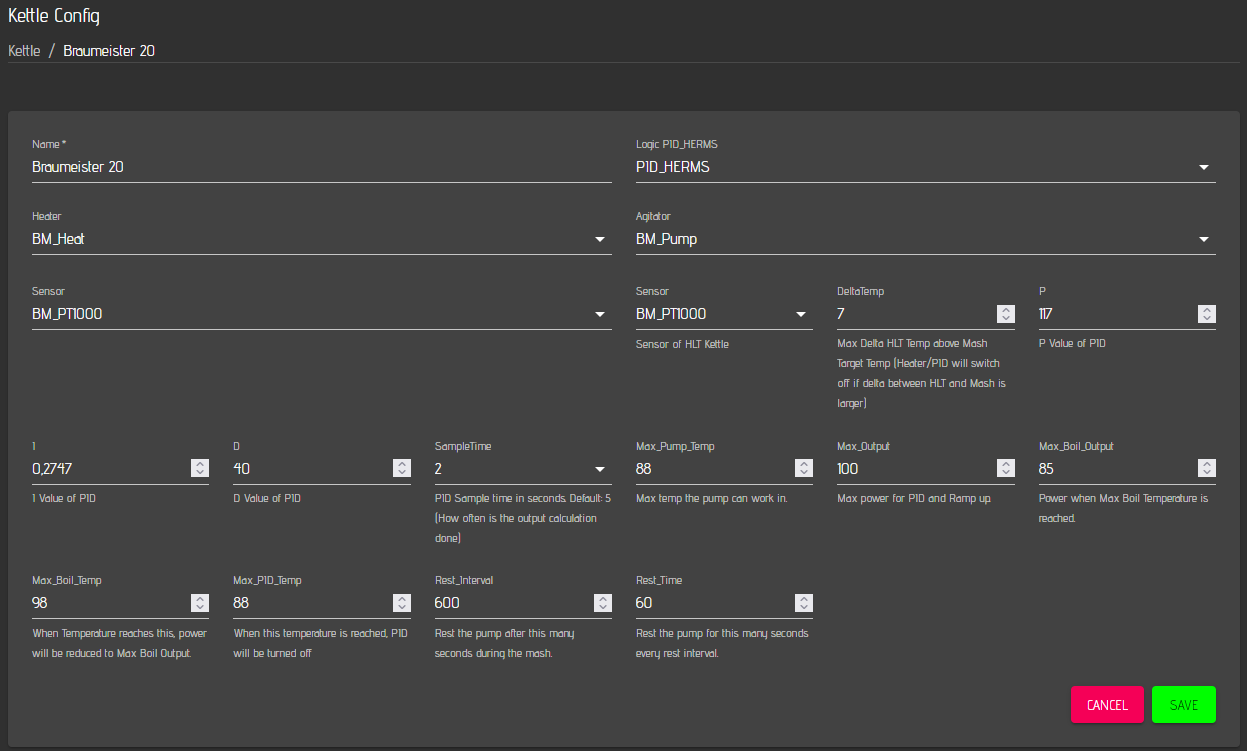 Kettle Config
Kettle / Braumeister 20
Name *
Braumeister 20
Logic PID_HERMS
PID_HERMS
Heater
BM_Heat
Agitator
BM_Pump
Sensor
BM_PT1000
Sensor
BM_PT1000
Sensor of HLT Kettle
DeltaTemp
7
Max Delta HLT Temp above Mash
Target Temp (Heater/PID will switch
off if delta between HLT and Mash is
larger)
P
117
P Value of PID
I
0,2747
I Value of PID
D
40
D Value of PID
SampleTime
2
PID Sample time in seconds. Default: 5
(How often is the output calculation
done)
Max_Pump_Temp
88
Max temp the pump can work in.
Max_Output
100
Max power for PID and Ramp up.
Max_Boil_Output
85
Power when Max Boil Temperature is
reached.
Max_Boil_Temp
98
When Temperature reaches this, power
will be reduced to Max Boil Output.
Max_PID_Temp
88
When this temperature is reached, PID
will be turned off
Rest_Interval
600
Rest the pump after this many
seconds during the mash.
Rest_Time
60
Rest the pump for this many seconds
every rest interval.
CANCEL
SAVE